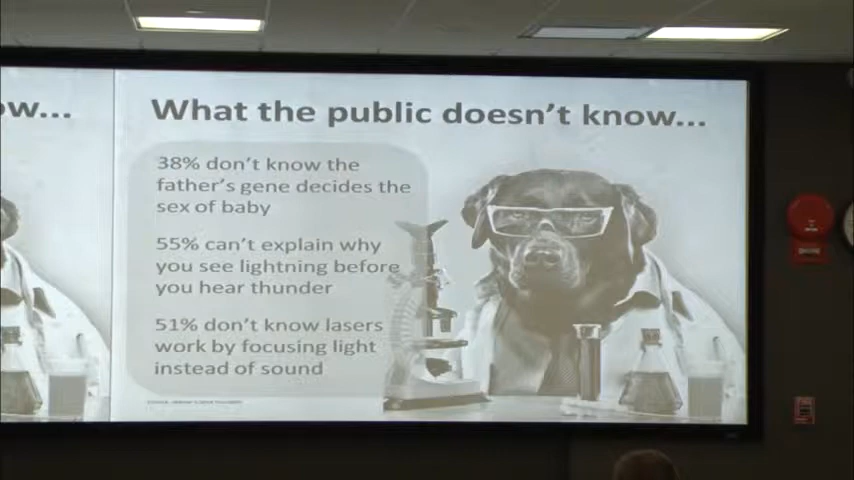 ow...
What the public doesn't know...
38% don't know the
father's gene decides the
sex of baby
55% can't explain why
you see lightning before
you hear thunder
51% don't know lasers
work by focusing light
instead of sound